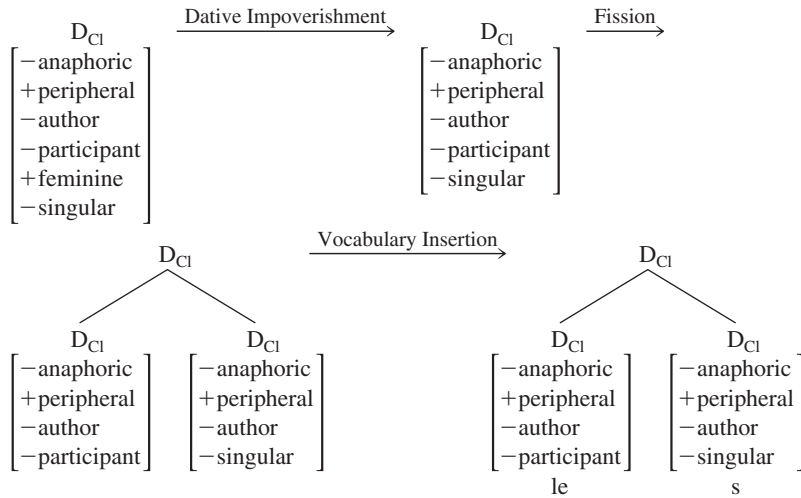 Dative Impoverishment Fission
D_Cl D_Cl
−anaphoric −anaphoric
+peripheral +peripheral
−author −author
−participant −participant
+feminine −singular
−singular
Vocabulary Insertion
D_Cl D_Cl
D_Cl D_Cl D_Cl D_Cl
−anaphoric −anaphoric −anaphoric −anaphoric
+peripheral +peripheral +peripheral +peripheral
−author −author −author −author
−participant −singular −participant −singular
le s